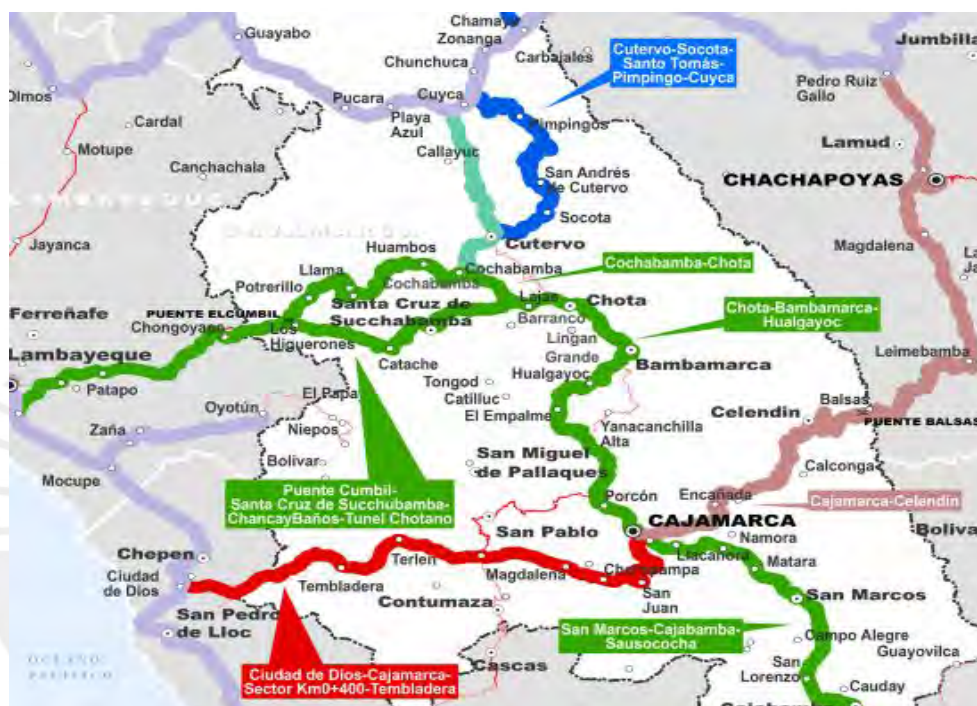 Chamaya
Zonanga
Guayabo
Carbajales
Cutervo-Socota-
Santo Tomás-
Pimpingo-Cuyca
Jumbilla
Chunchuca
Pedro Ruiz
Gallo
Olmos
Pucara
Cuyca
Playa
Azul
Cardal
Pimpingos
Motupe
Callayuc
Lamud
Canchachala
San Andrés
de Cutervo
CHACHAPOYAS
Socota
Jayanca
Huambos
Cutervo
Magdalena
Llama
Cochabamba
Cochabamba
Cochabamba-Chota
Potrerillo
Santa Cruz de
Succhabamba
Lajas
Chota
Ferreñafe
PUENTE ELCUMBIL
Chongoyape
Los
Higuerones
Barranco
Chota-Bambamarca-
Hualgayoc
Lingan
Grande
Lambayeque
Catache
Bambamarca
Leimebamba
Patapo
Hualgayoc
Tongod
Catilluc
El Papa
Oyotún
El Empalme
Celendin
Balsas
PUENTE BALSAS
Zaña
Niepos
Yanacanchilla
Alta
Bolivar
San Miguel
de Pallaques
Calconga
Mocupe
Puente Cumbil-
Santa Cruz de Succhubamba-
ChancayBaños-Tunel Chotano
Porcón
Encañada
Cajamarca-Celendin
San Pablo
CAJAMARCA
Namora
Bolivar
Chepen
Llacanora
Ciudad
de Dios
Terlen
Magdalena
Matara
Tembladera
San
Juan
Contumaza
San Marcos
San Pedro
de Lloc
San Marcos-Cajabamba-
Sausococha
Campo Alegre
Guayovilca
OCEANO
PACIFICO
Ciudad de Dios-Cajamarca-
Sector Km0+400-Tembladera
Cascas
San
Lorenzo
Cauday